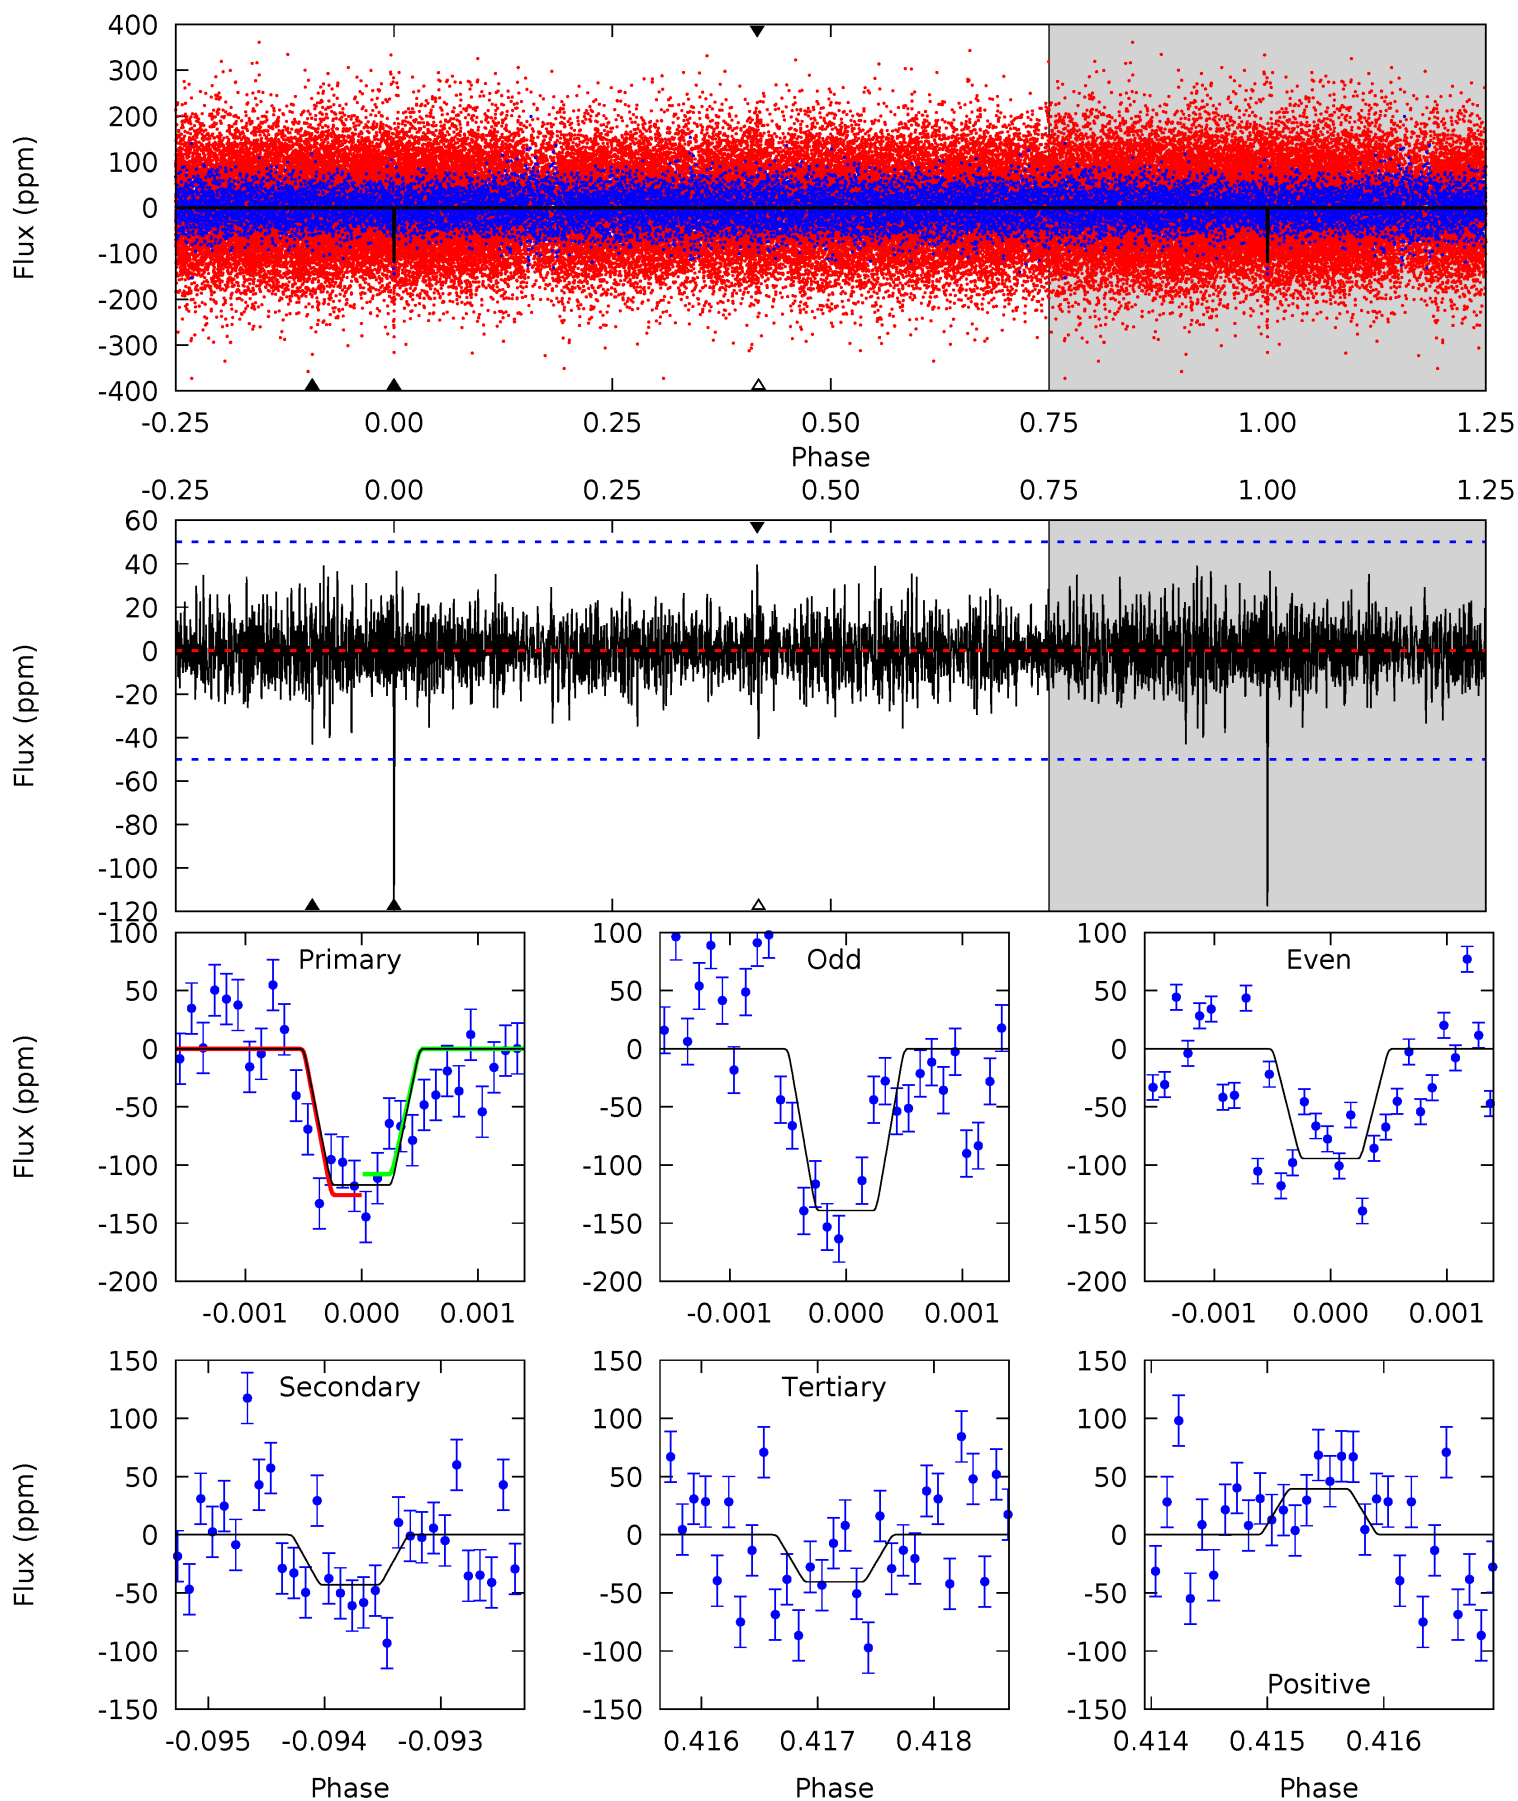 400
300
200
100
0
-100
-200
-300
-400
Flux (ppm)
-0.25 0.00 0.25 0.50 0.75 1.00 1.25
Phase
-0.25 0.00 0.25 0.50 0.75 1.00 1.25
60
40
20
0
-20
-40
-60
-80
-100
-120
Flux (ppm)
Primary Odd Even
100 100 100
50 50 50
0 0 0
-50 -50 -50
-100 -100 -100
-150 -150 -150
-200 -200 -200
Flux (ppm)
-0.001 0.000 0.001 -0.001 0.000 0.001 -0.001 0.000 0.001
Secondary Tertiary Positive
150 150 150
100 100 100
50 50 50
0 0 0
-50 -50 -50
-100 -100 -100
-150 -150 -150
Flux (ppm)
-0.095 -0.094 -0.093 0.416 0.417 0.418 0.414 0.415 0.416
Phase Phase Phase